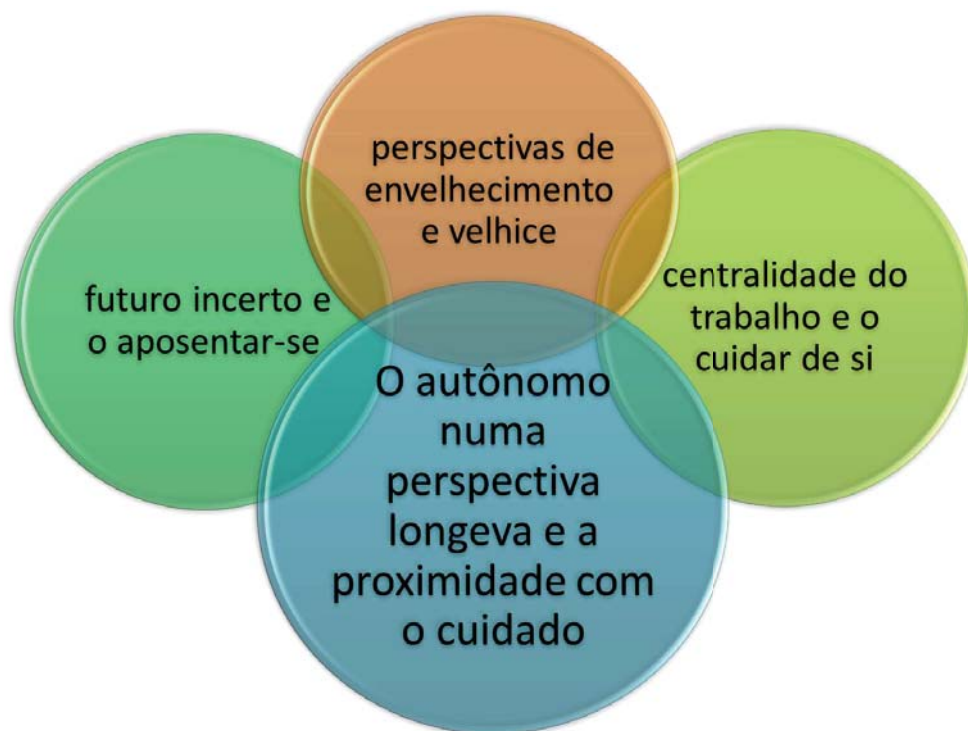 perspectivas de
envelhecimento
e velhice
futuro incerto e
o aposentar-se
centralidade do
trabalho e o
cuidar de si
O autônomo
numa
perspectiva
longeva e a
proximidade com
o cuidado